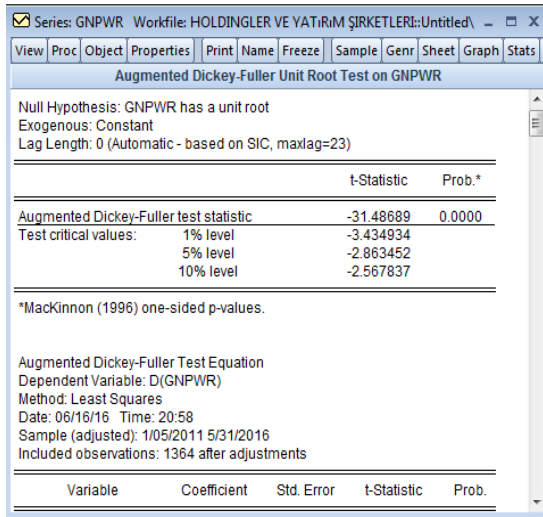 Series: GNPWR Workfile: HOLDINGLER VE YATıRıM ŞIRKETLERI::Untitled\
View Proc Object Properties Print Name Freeze Sample Genr Sheet Graph Stats
Augmented Dickey-Fuller Unit Root Test on GNPWR
Null Hypothesis: GNPWR has a unit root
Exogenous: Constant
Lag Length: 0 (Automatic - based on SIC, maxlag=23)
t-Statistic Prob.*
Augmented Dickey-Fuller test statistic -31.48689 0.0000
Test critical values: 1% level -3.434934
5% level -2.863452
10% level -2.567837
*MacKinnon (1996) one-sided p-values.
Augmented Dickey-Fuller Test Equation
Dependent Variable: D(GNPWR)
Method: Least Squares
Date: 06/16/16 Time: 20:58
Sample (adjusted): 1/05/2011 5/31/2016
Included observations: 1364 after adjustments
Variable Coefficient Std. Error t-Statistic Prob.